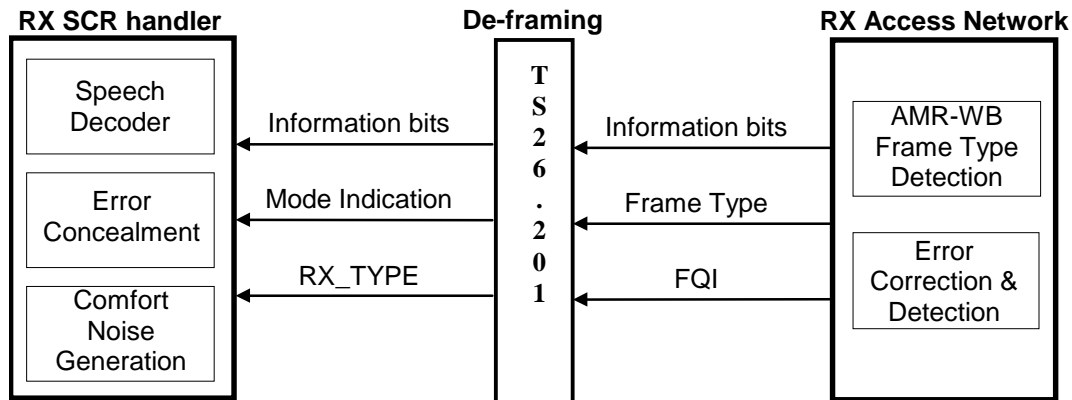 RX SCR handler
De-framing
RX Access Network
Speech
Decoder
Error
Concealment
Comfort
Noise
Generation
Information bits
Mode Indication
RX_TYPE
T
S
2
6
.
2
0
1
Information bits
Frame Type
FQI
AMR-WB
Frame Type
Detection
Error
Correction &
Detection